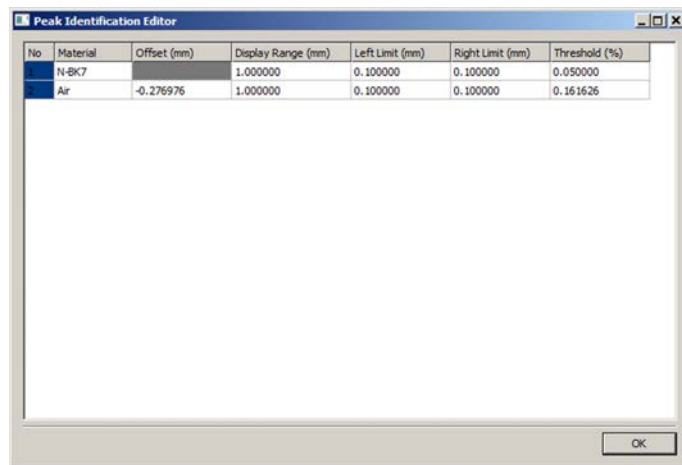 Peak Identification Editor
No Material Offset (mm) Display Range (mm) Left Limit (mm) Right Limit (mm) Threshold (%)
1 N-BK7 1.000000 0.100000 0.100000 0.050000
2 Air -0.276976 1.000000 0.100000 0.100000 0.161626
OK